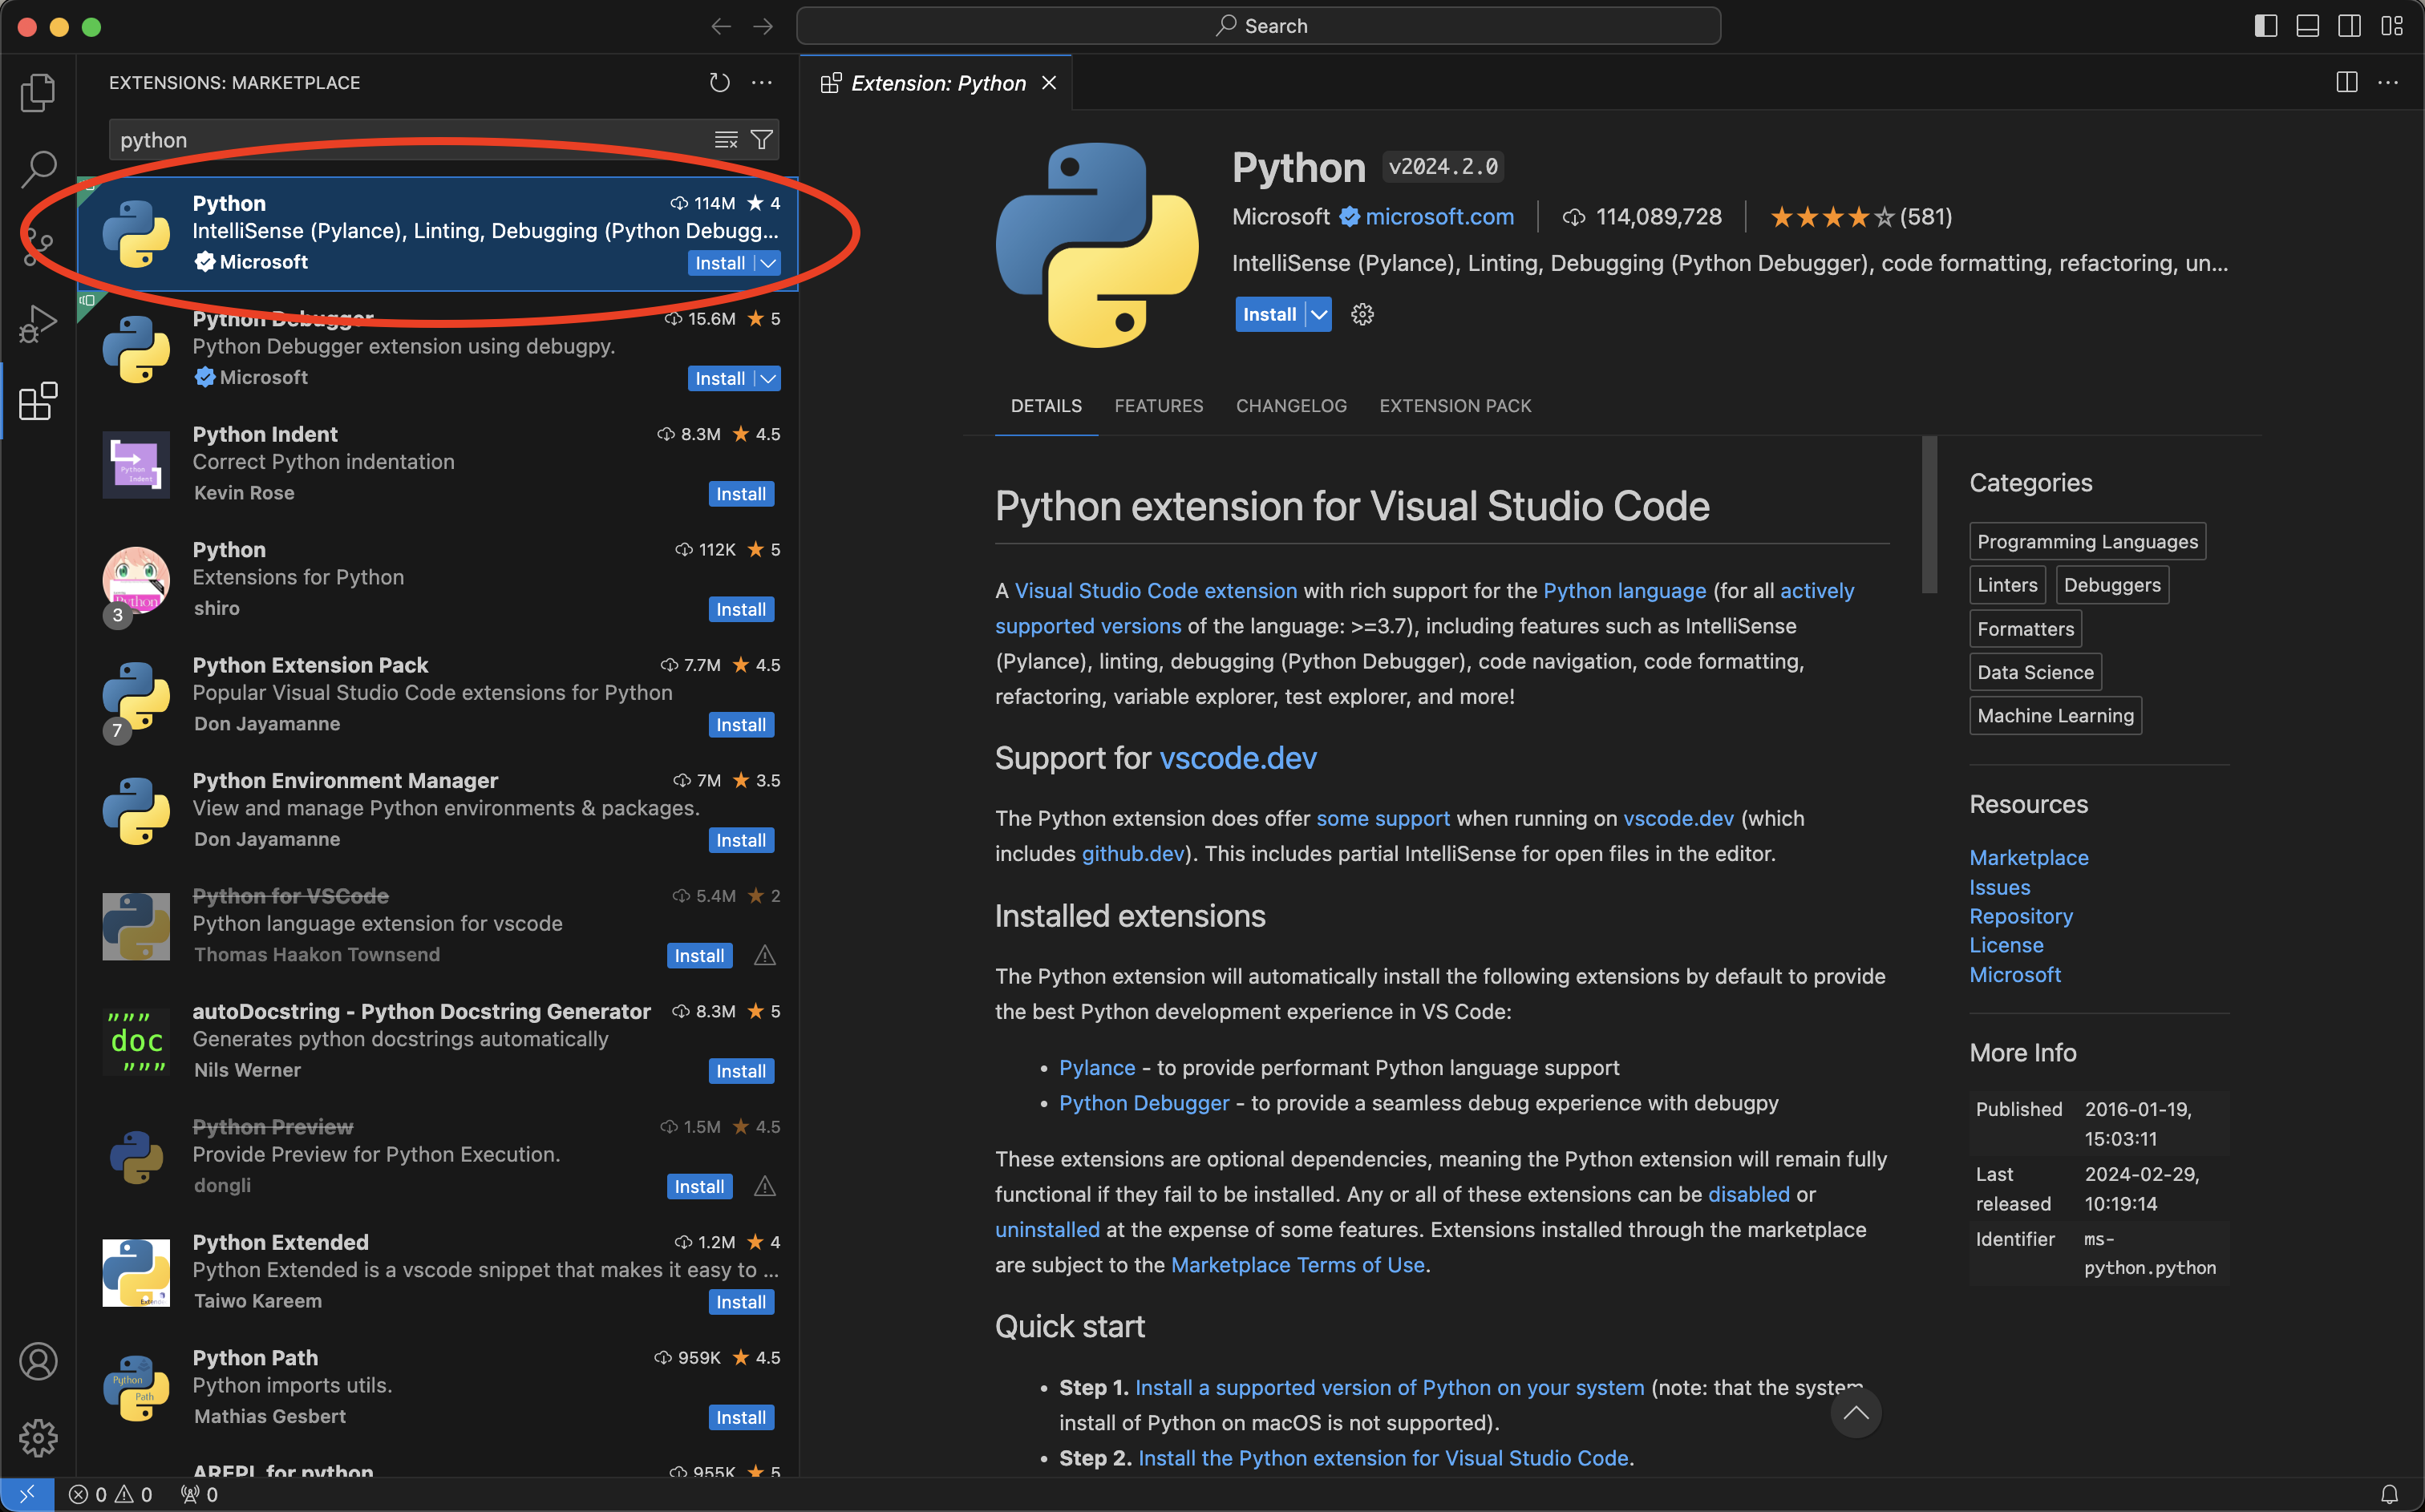 Search
EXTENSIONS: MARKETPLACE
python
Python 114M 4
IntelliSense (Pylance), Linting, Debugging (Python Debugg...
Microsoft Install
Python Debugger 15.6M 5
Python Debugger extension using debugpy.
Microsoft Install
Python Indent 8.3M 4.5
Correct Python indentation
Kevin Rose Install
Python 112K 5
Extensions for Python
shiro Install
3
Python Extension Pack 7.7M 4.5
Popular Visual Studio Code extensions for Python
Don Jayamanne Install
7
Python Environment Manager 7M 3.5
View and manage Python environments & packages.
Don Jayamanne Install
Python for VSCode 5.4M 2
Python language extension for vscode
Thomas Haakon Townsend Install
autoDocstring - Python Docstring Generator 8.3M 5
Generates python docstrings automatically
Nils Werner Install
"""
doc
"""
Python Preview 1.5M 4.5
Provide Preview for Python Execution.
dongli Install
Python Extended 1.2M 4
Python Extended is a vscode snippet that makes it easy to ...
Taiwo Kareem Install
Python Path 959K 4.5
Python imports utils.
Mathias Gesbert Install
AREPL for python 955K 5
0 0 0
Extension: Python
Python v2024.2.0
Microsoft microsoft.com 114,089,728 (581)
IntelliSense (Pylance), Linting, Debugging (Python Debugger), code formatting, refactoring, un...
Install
DETAILS FEATURES CHANGELOG EXTENSION PACK
Python extension for Visual Studio Code
A Visual Studio Code extension with rich support for the Python language (for all actively
supported versions of the language: >=3.7), including features such as IntelliSense
(Pylance), linting, debugging (Python Debugger), code navigation, code formatting,
refactoring, variable explorer, test explorer, and more!
Support for vscode.dev
The Python extension does offer some support when running on vscode.dev (which
includes github.dev). This includes partial IntelliSense for open files in the editor.
Installed extensions
The Python extension will automatically install the following extensions by default to provide
the best Python development experience in VS Code:
• Pylance - to provide performant Python language support
• Python Debugger - to provide a seamless debug experience with debugpy
These extensions are optional dependencies, meaning the Python extension will remain fully
functional if they fail to be installed. Any or all of these extensions can be disabled or
uninstalled at the expense of some features. Extensions installed through the marketplace
are subject to the Marketplace Terms of Use.
Quick start
• Step 1. Install a supported version of Python on your system (note: that the system
install of Python on macOS is not supported).
• Step 2. Install the Python extension for Visual Studio Code.
Categories
Programming Languages
Linters Debuggers
Formatters
Data Science
Machine Learning
Resources
Marketplace
Issues
Repository
License
Microsoft
More Info
Published 2016-01-19,
15:03:11
Last 2024-02-29,
released 10:19:14
Identifier ms-
python.python